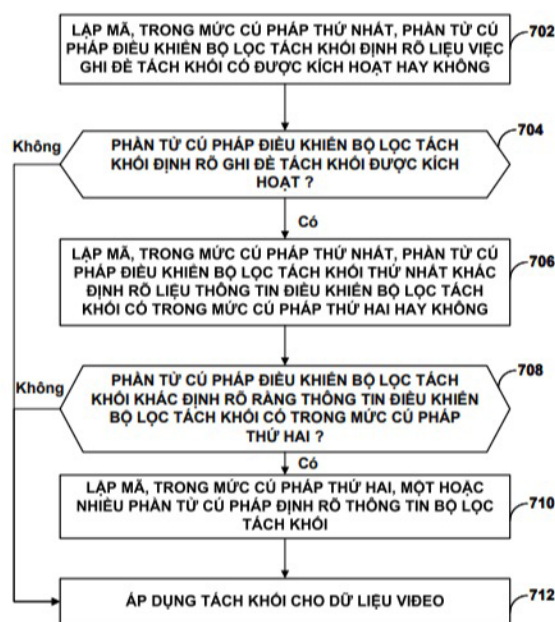 LẬP MÃ, TRONG MỨC CÚ PHÁP THỨ NHẤT, PHẦN TỬ CÚ
PHÁP ĐIỀU KHIỂN BỘ LỌC TÁCH KHỐI ĐỊNH RÕ LIỆU VIỆC
GHI ĐÈ TÁCH KHỐI CÓ ĐƯỢC KÍCH HOẠT HAY KHÔNG
702
704
Không
PHẦN TỬ CÚ PHÁP ĐIỀU KHIỂN BỘ LỌC TÁCH
KHỐI ĐỊNH RÕ GHI ĐÈ TÁCH KHỐI ĐƯỢC KÍCH
HOẠT ?
Có
LẬP MÃ, TRONG MỨC CÚ PHÁP THỨ NHẤT, PHẦN TỬ CÚ
PHÁP ĐIỀU KHIỂN BỘ LỌC TÁCH KHỐI THỨ NHẤT KHÁC
ĐỊNH RÕ LIỆU THÔNG TIN ĐIỀU KHIỂN BỘ LỌC TÁCH
KHỐI CÓ TRONG MỨC CÚ PHÁP THỨ HAI HAY KHÔNG
706
708
Không
PHẦN TỬ CÚ PHÁP ĐIỀU KHIỂN BỘ LỌC TÁCH
KHỐI KHÁC ĐỊNH RÕ RÀNG THÔNG TIN ĐIỀU KHIỂN
BỘ LỌC TÁCH KHỐI CÓ TRONG MỨC CÚ PHÁP
THỨ HAI ?
Có
LẬP MÃ, TRONG MỨC CÚ PHÁP THỨ HAI, MỘT HOẶC
NHIỀU PHẦN TỬ CÚ PHÁP ĐỊNH RÕ THÔNG TIN BỘ LỌC
TÁCH KHỐI
710
ÁP DỤNG TÁCH KHỐI CHO DỮ LIỆU VIĐEO
712